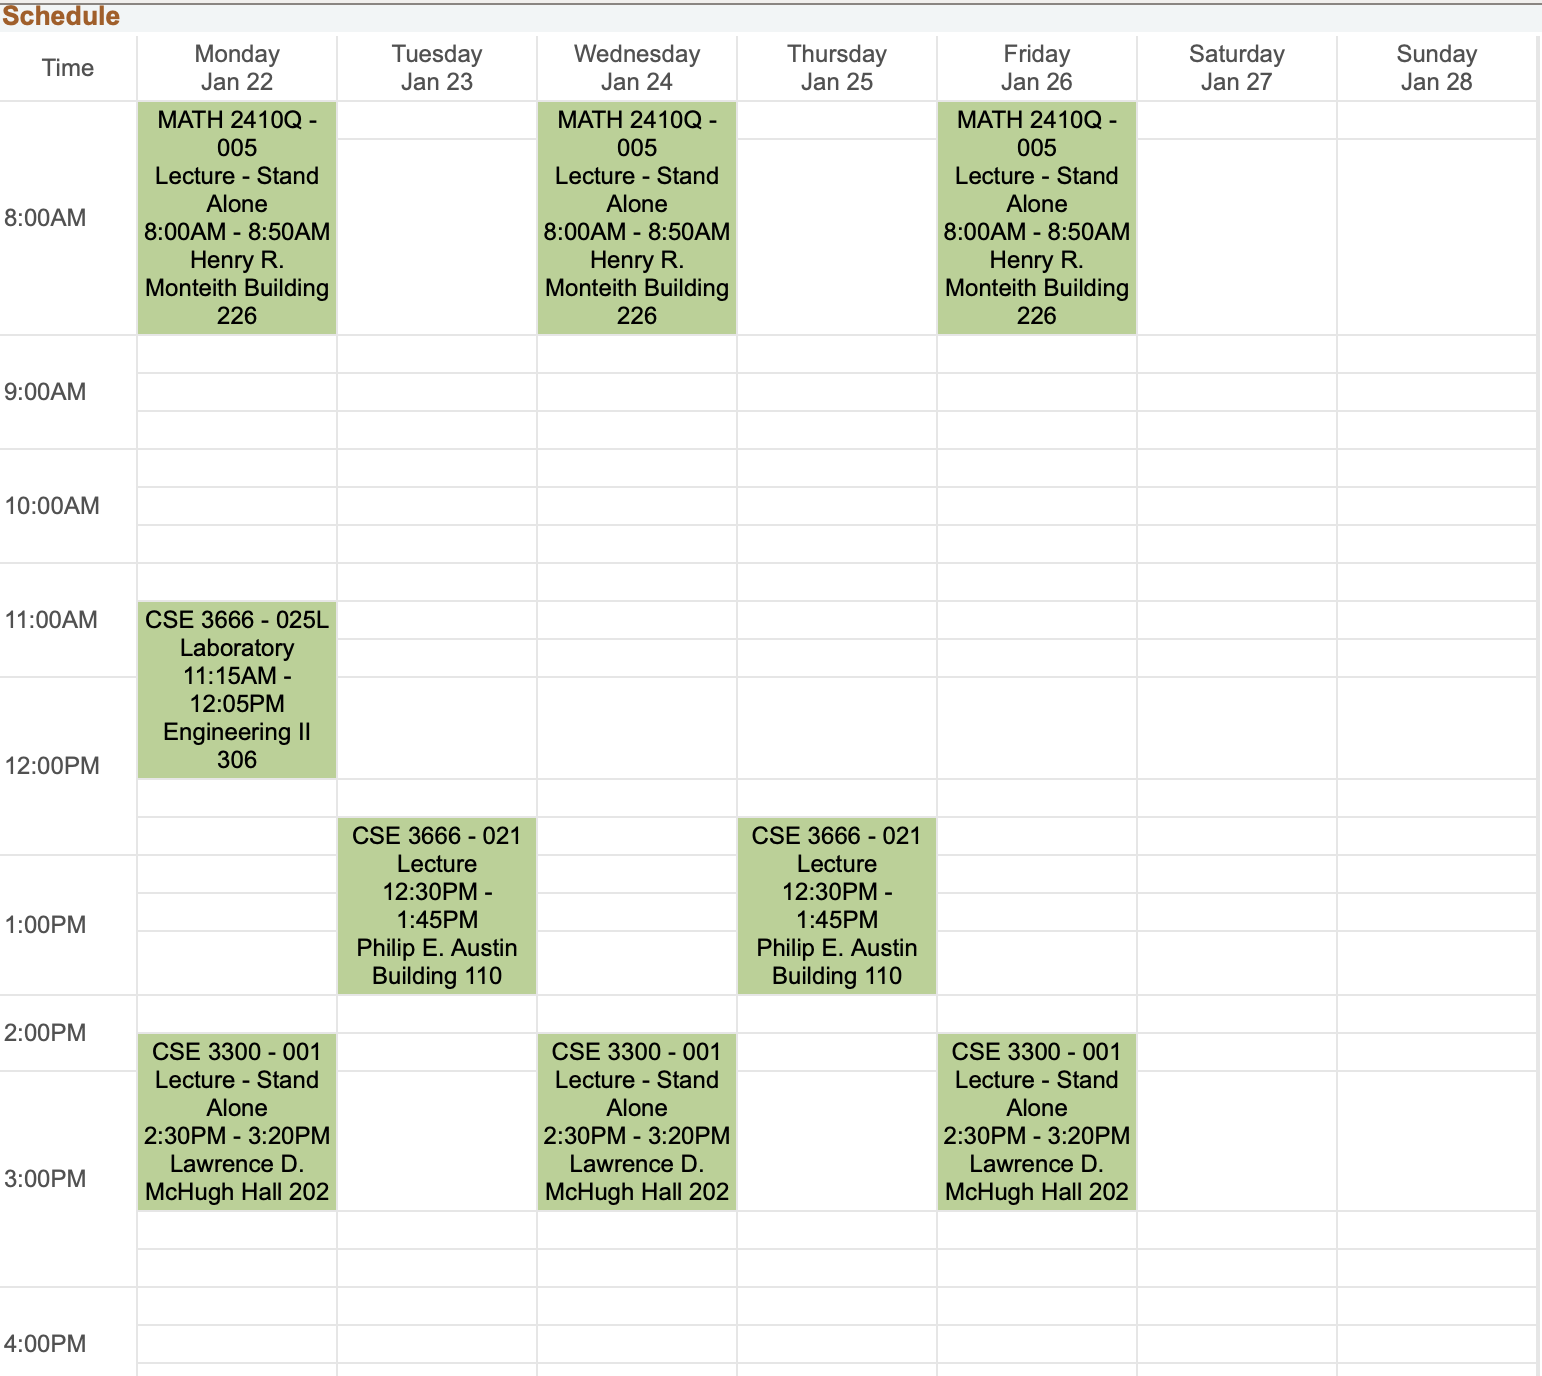 Schedule
Time
Monday
Jan 22
Tuesday
Jan 23
Wednesday
Jan 24
Thursday
Jan 25
Friday
Jan 26
Saturday
Jan 27
Sunday
Jan 28
8:00AM
MATH 2410Q -
005
Lecture - Stand
Alone
8:00AM - 8:50AM
Henry R.
Monteith Building
226
MATH 2410Q -
005
Lecture - Stand
Alone
8:00AM - 8:50AM
Henry R.
Monteith Building
226
MATH 2410Q -
005
Lecture - Stand
Alone
8:00AM - 8:50AM
Henry R.
Monteith Building
226
9:00AM
10:00AM
11:00AM
CSE 3666 - 025L
Laboratory
11:15AM -
12:05PM
Engineering II
306
12:00PM
CSE 3666 - 021
Lecture
12:30PM -
1:45PM
Philip E. Austin
Building 110
CSE 3666 - 021
Lecture
12:30PM -
1:45PM
Philip E. Austin
Building 110
1:00PM
2:00PM
CSE 3300 - 001
Lecture - Stand
Alone
2:30PM - 3:20PM
Lawrence D.
McHugh Hall 202
CSE 3300 - 001
Lecture - Stand
Alone
2:30PM - 3:20PM
Lawrence D.
McHugh Hall 202
CSE 3300 - 001
Lecture - Stand
Alone
2:30PM - 3:20PM
Lawrence D.
McHugh Hall 202
3:00PM
4:00PM